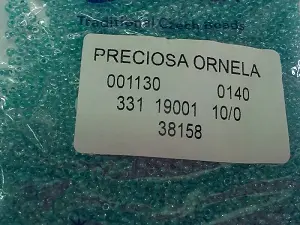 Traditional Czech Beads
PRECIOSA ORNELA
001130 0140
331 19001 10/0
38158